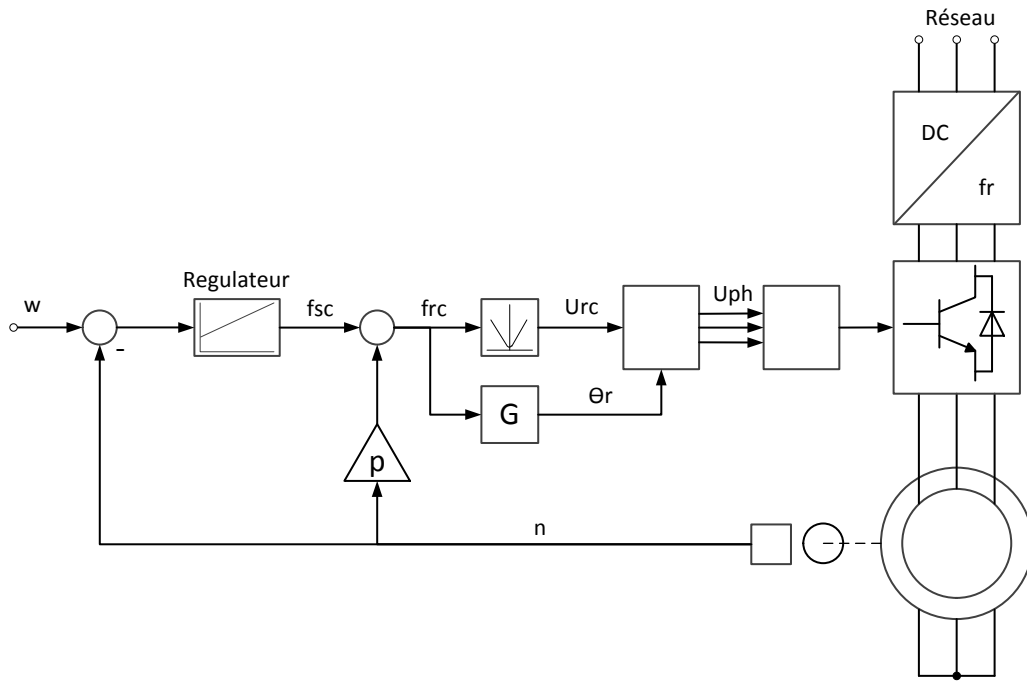 Réseau
DC
fr
Regulateur
w
fsc
frc
Urc
Uph
-
G
Θr
p
n